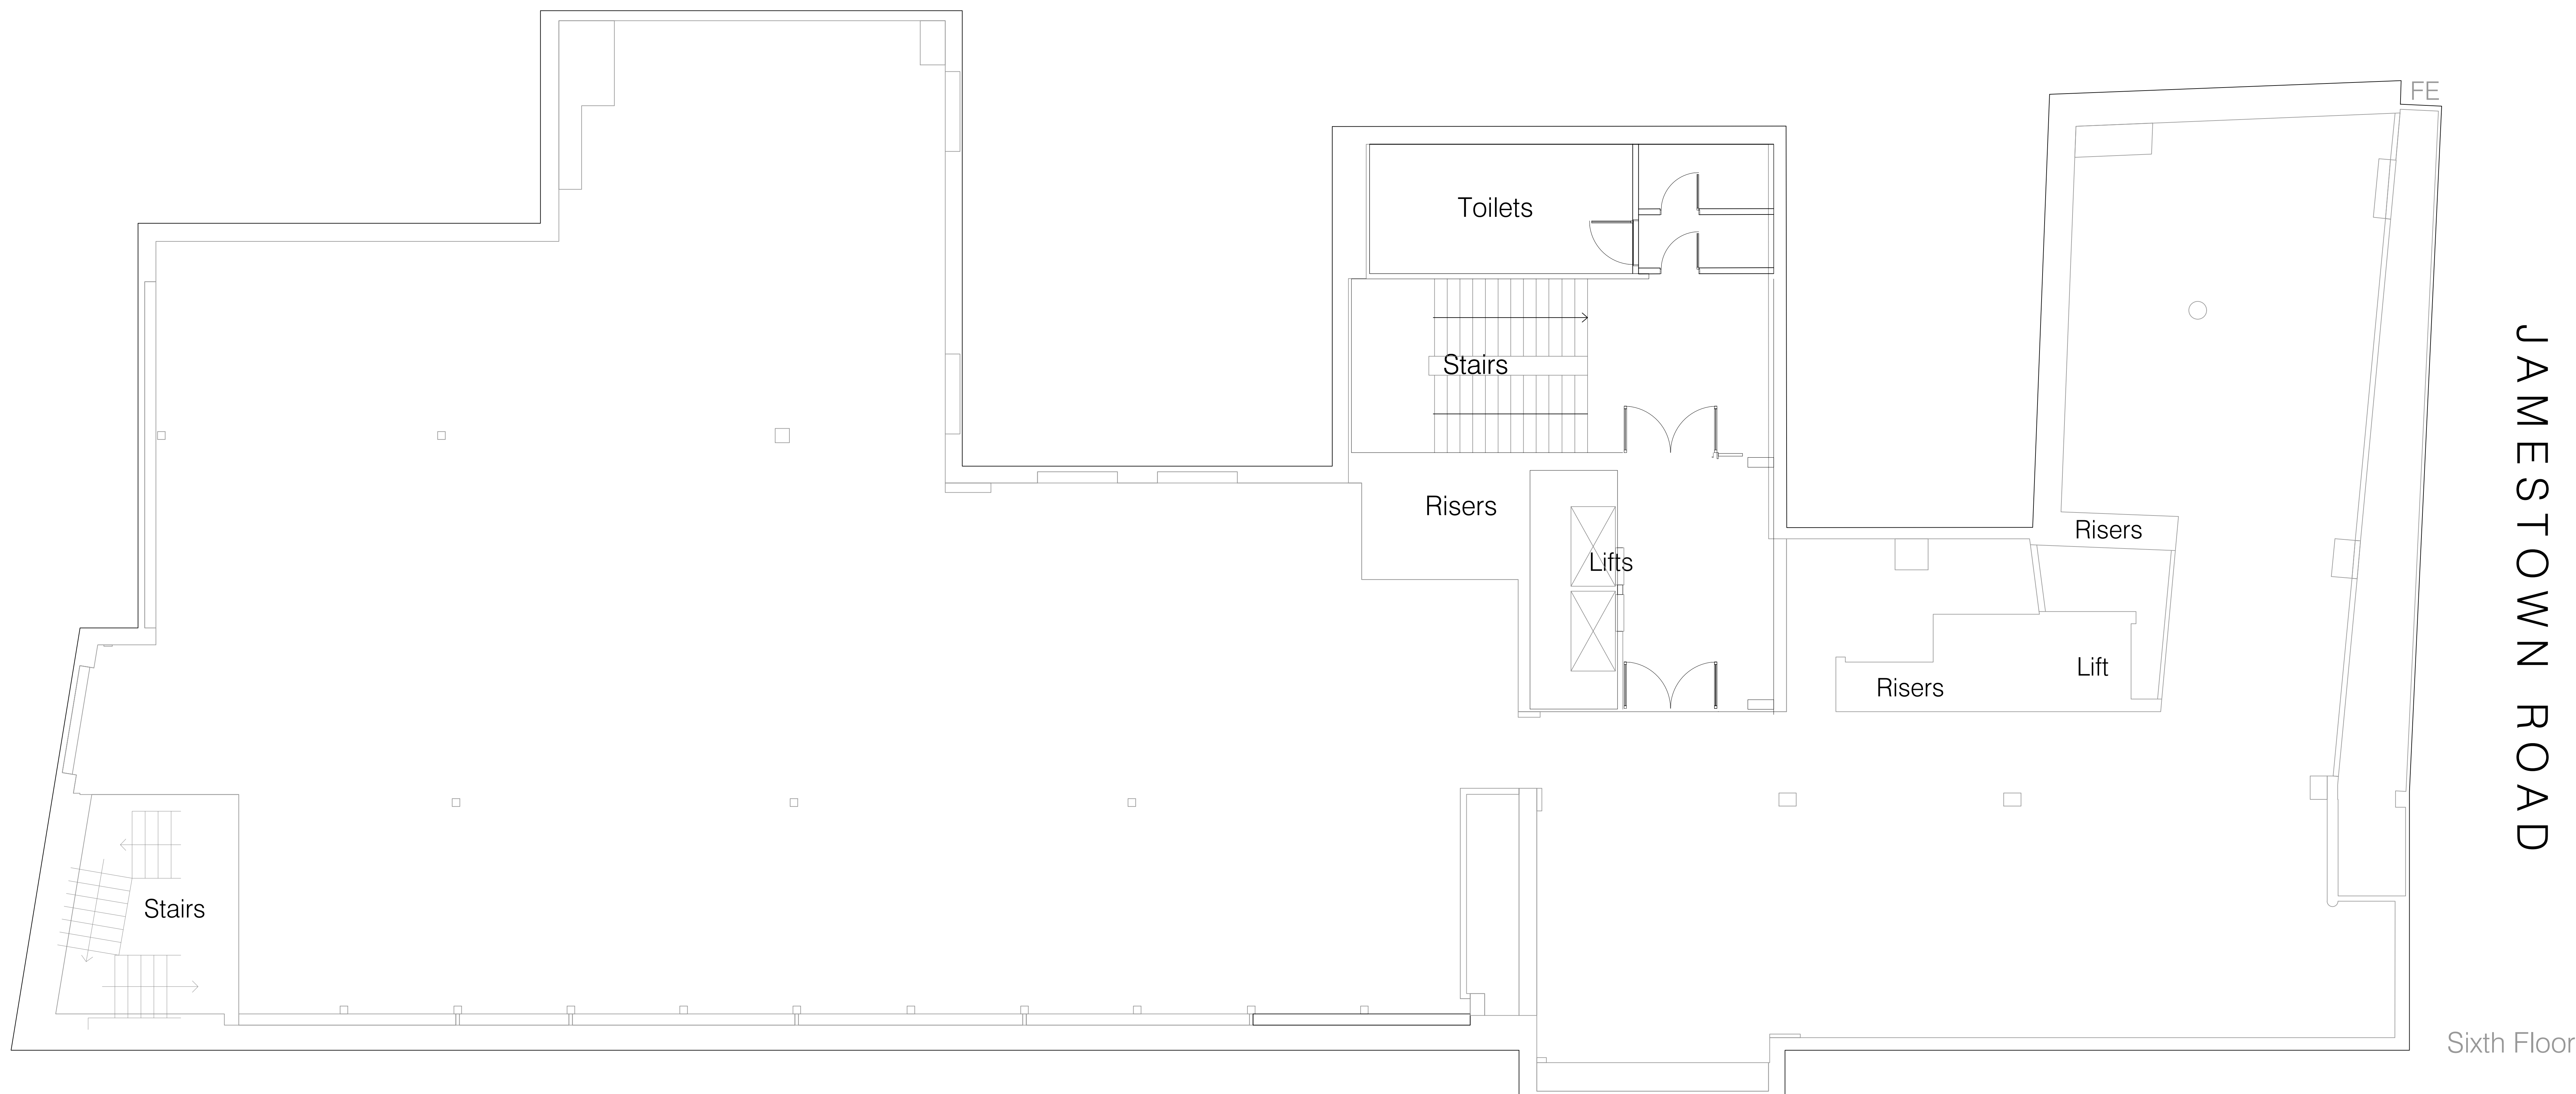 FE
Toilets
Stairs
Risers
Lifts
Risers
Risers
Lift
Stairs
JAMESTOWN ROAD
Sixth Floor